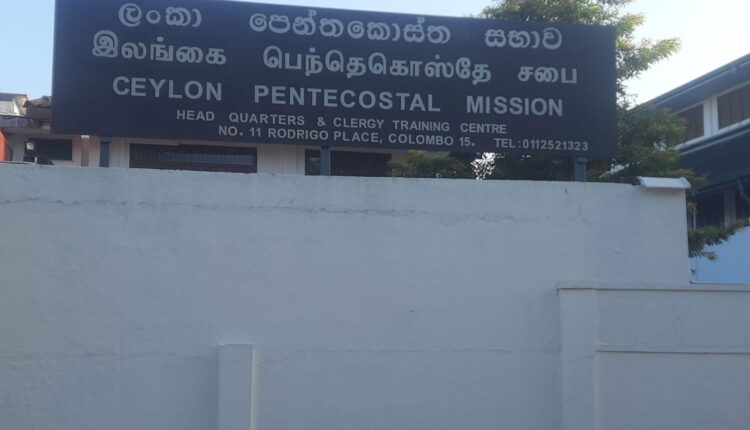 ලංකා පෙන්තකොස්ත සභාව
இலங்கை பெந்தெகொஸ்தே சபை
CEYLON PENTECOSTAL MISSION
HEAD QUARTERS & CLERGY TRAINING CENTRE
NO. 11 RODRIGO PLACE, COLOMBO 15. TEL:0112521323